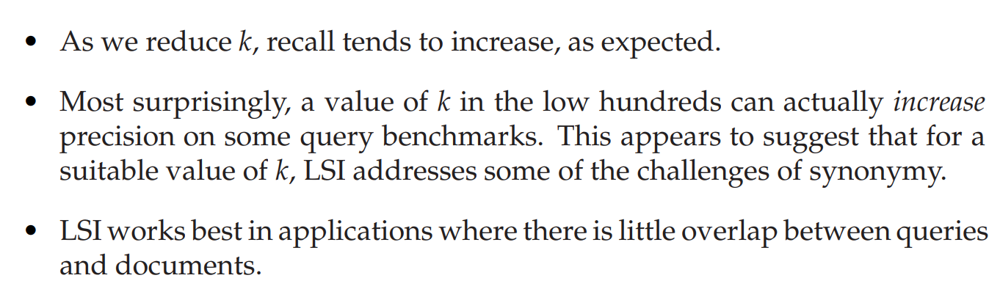 • As we reduce k, recall tends to increase, as expected.
• Most surprisingly, a value of k in the low hundreds can actually increase
precision on some query benchmarks. This appears to suggest that for a
suitable value of k, LSI addresses some of the challenges of synonymy.
• LSI works best in applications where there is little overlap between queries
and documents.